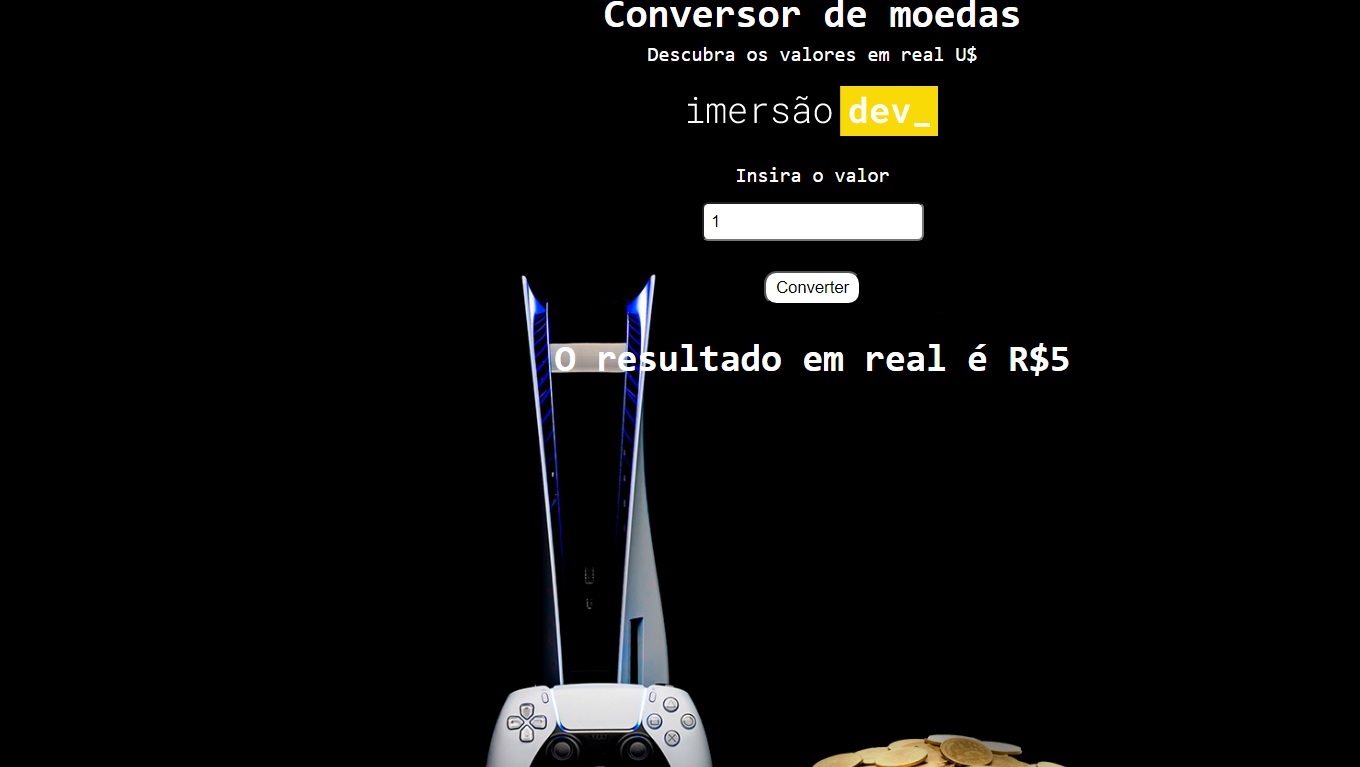 Conversor de moedas
Descubra os valores em real U$
imersão dev_
Insira o valor
1
Converter
O resultado em real é R$5